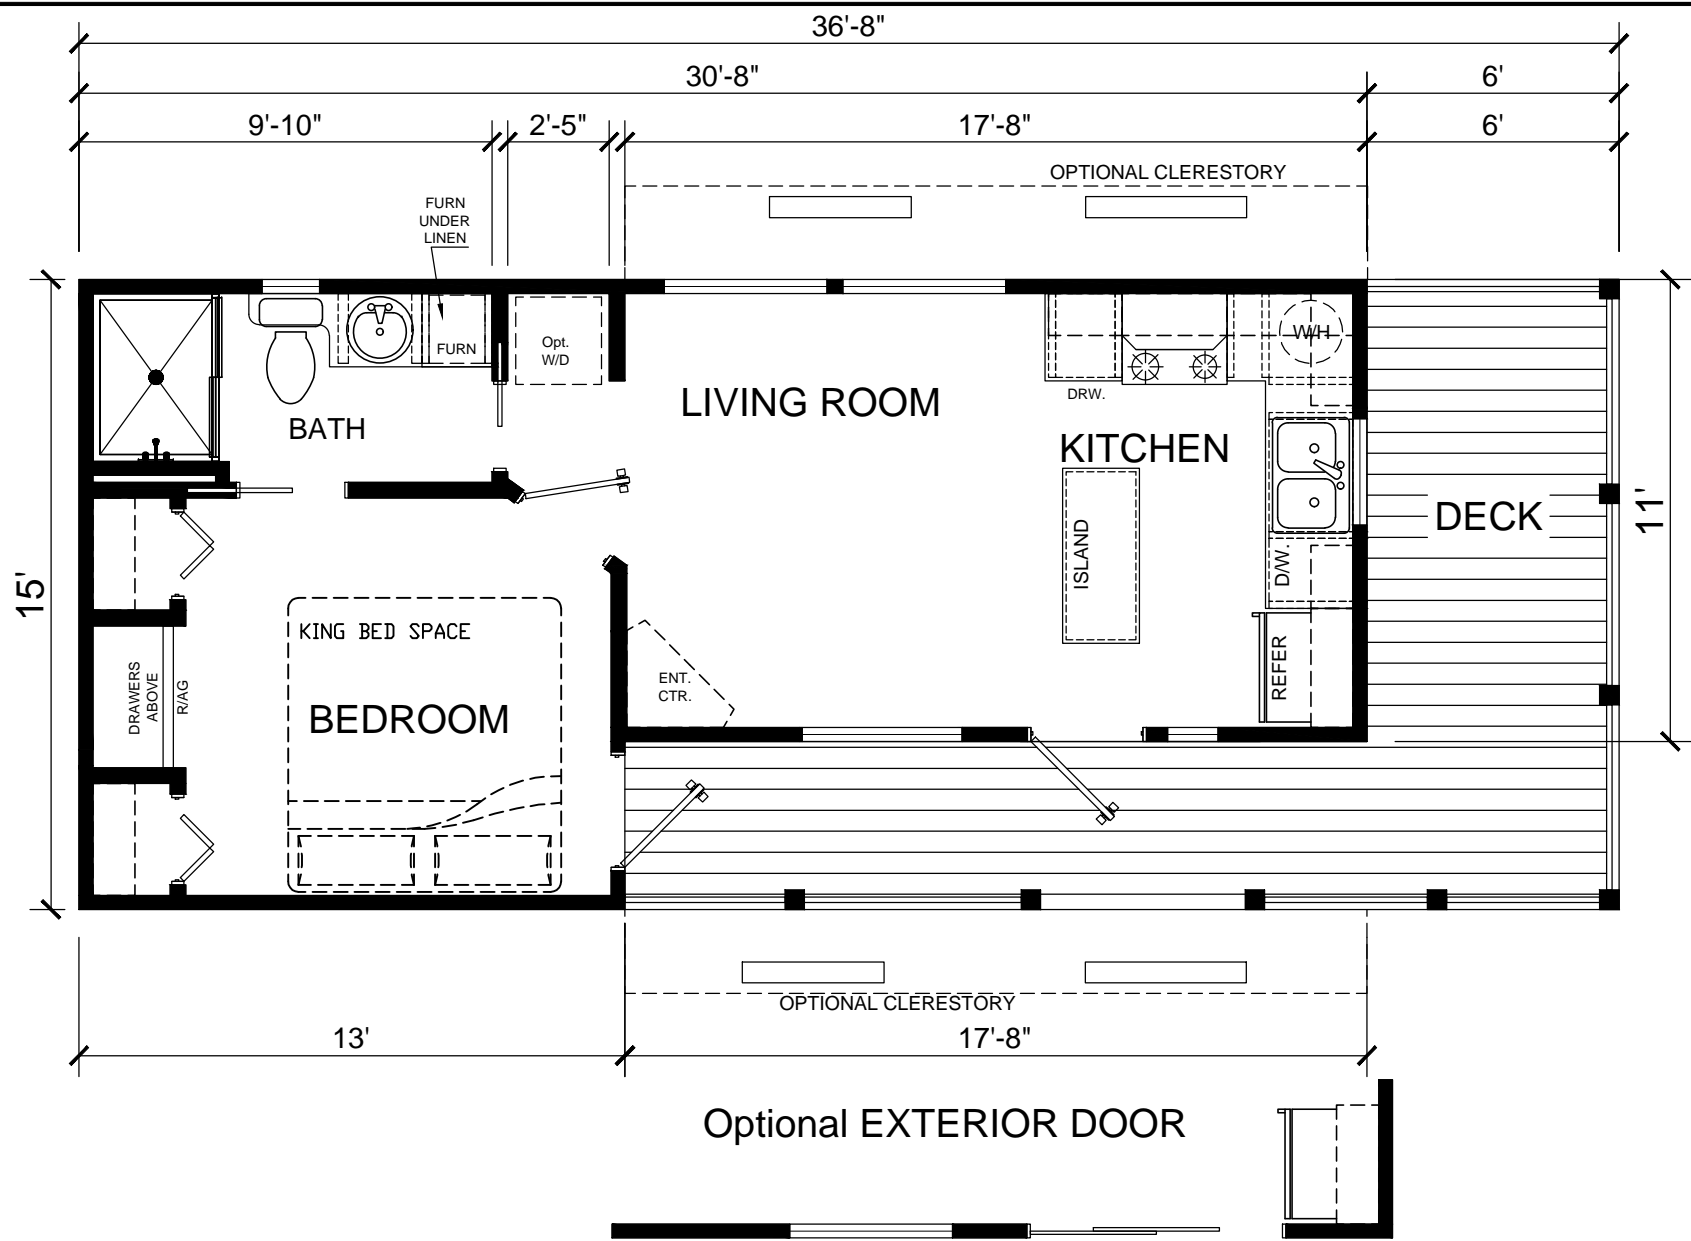 36'-8"
30'-8"
6'
9'-10"
2'-5"
17'-8"
6'
OPTIONAL CLERESTORY
FURN
UNDER
LINEN
FURN
Opt.
W/D
W/H
DRW.
BATH
LIVING ROOM
KITCHEN
DECK
11'
15'
ISLAND
D/W.
REFER
KING BED SPACE
BEDROOM
DRAWERS
ABOVE
R/AG
ENT.
CTR.
OPTIONAL CLERESTORY
13'
17'-8"
Optional EXTERIOR DOOR